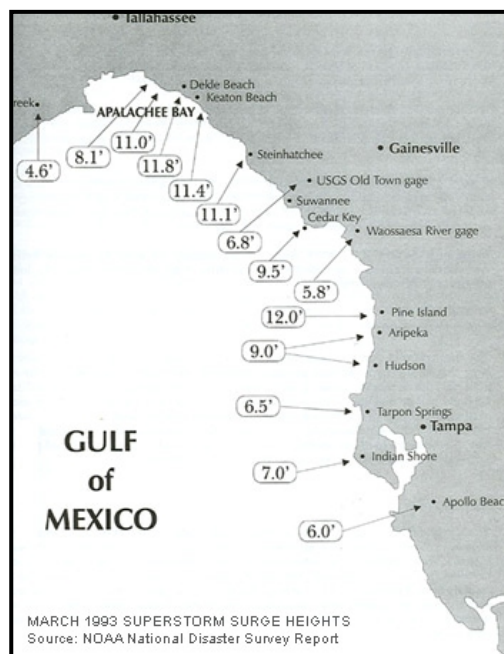 Tallahassee
Dekle Beach
reek
Keaton Beach
APALACHEE BAY
4.6'
8.1'
11.0'
11.8'
11.4'
Steinhatchee
Gainesville
11.1'
USGS Old Town gage
Suwannee
6.8'
Cedar Key
Waossaesa River gage
9.5'
5.8'
12.0'
Pine Island
Aripeka
9.0'
Hudson
6.5'
Tarpon Springs
Tampa
GULF
of
MEXICO
7.0'
Indian Shore
Apollo Beac
6.0'
MARCH 1993 SUPERSTORM SURGE HEIGHTS
Source: NOAA National Disaster Survey Report